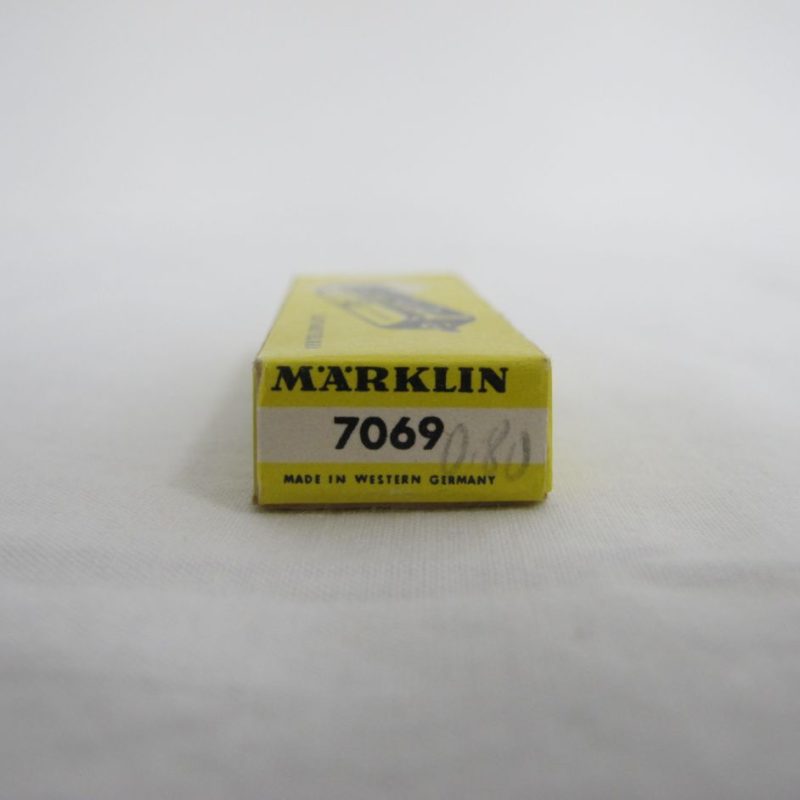 MÄRKLIN
7069 0.80
MADE IN WESTERN GERMANY